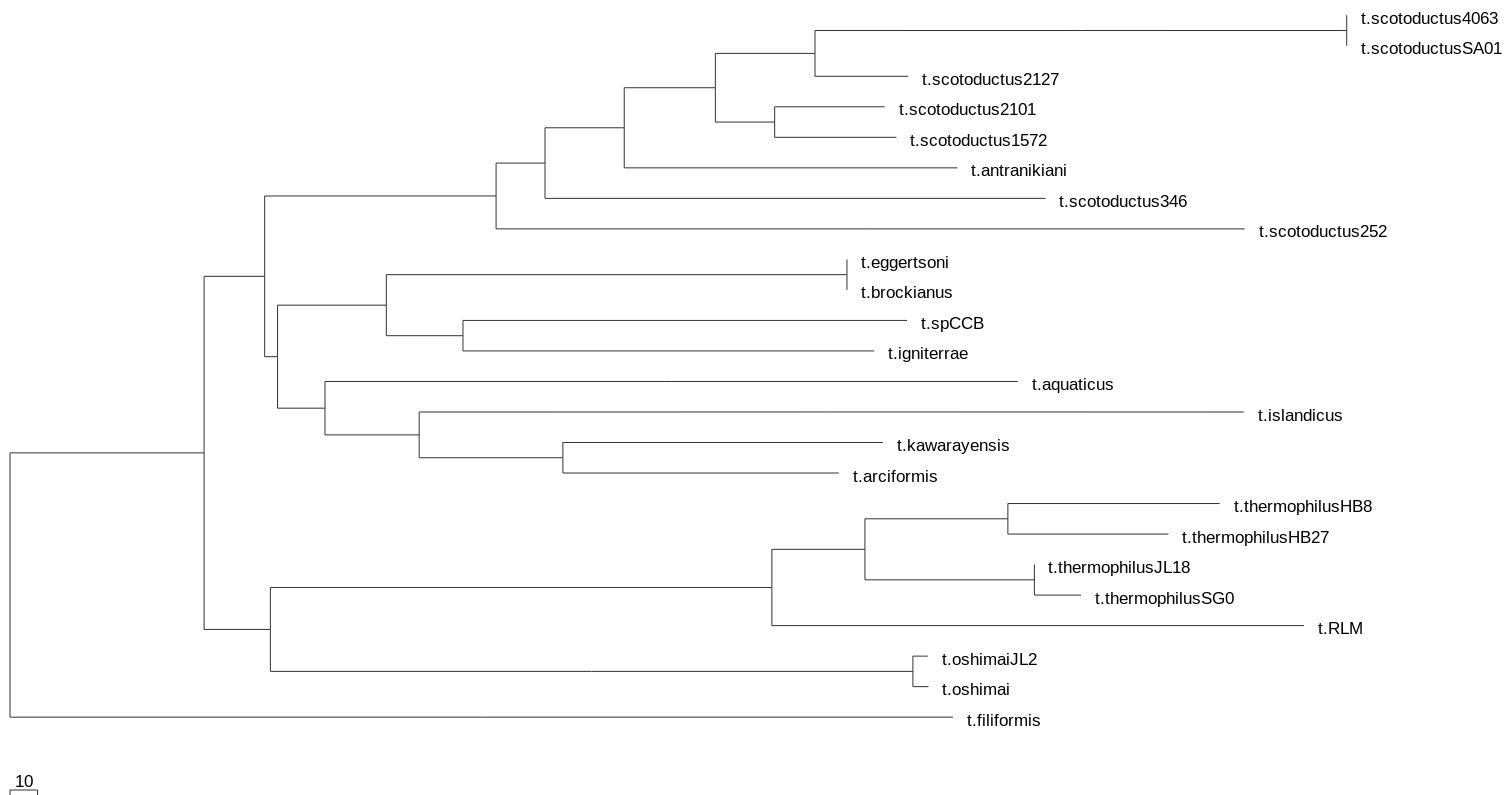 t.scotoductus4063
t.scotoductusSA01
t.scotoductus2127
t.scotoductus2101
t.scotoductus1572
t.antranikiani
t.scotoductus346
t.scotoductus252
t.eggertsoni
t.brockianus
t.spCCB
t.igniterrae
t.aquaticus
t.islandicus
t.kawarayensis
t.arciformis
t.thermophilusHB8
t.thermophilusHB27
t.thermophilusJL18
t.thermophilusSG0
t.RLM
t.oshimaiJL2
t.oshimai
t.filiformis
10